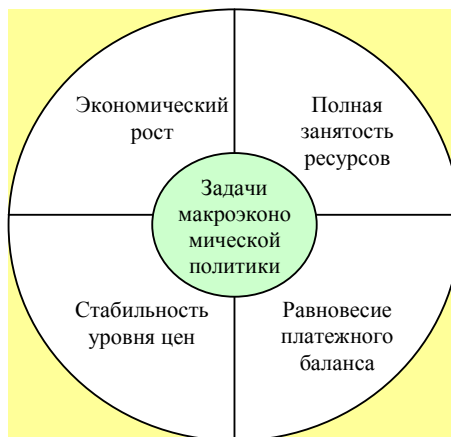 Экономический
рост
Полная
занятость
ресурсов
Задачи
макроэконо
мической
политики
Стабильность
уровня цен
Равновесие
платежного
баланса